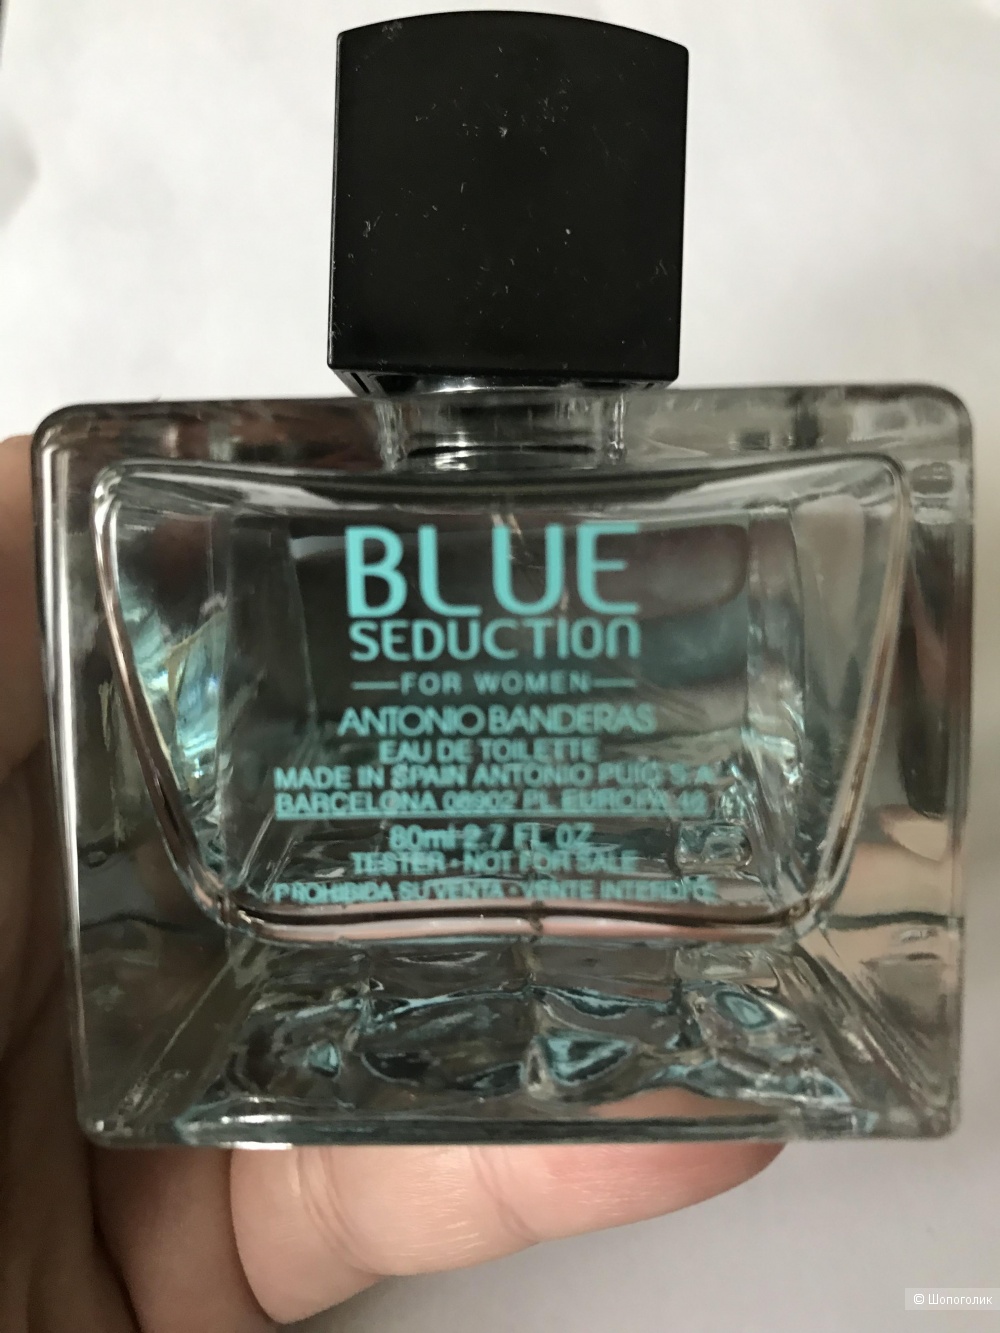 BLUE
SEDUCTION
FOR WOMEN
ANTONIO BANDERAS
EAU DE TOILETTE
MADE IN SPAIN ANTONIO PUIG S.A.
BARCELONA 08902 PL EUROPA 46
80ml 2.7 FL OZ
TESTER - NOT FOR SALE
PROHIBIDA SU VENTA - VENTE INTERDITE
© Шопоголик